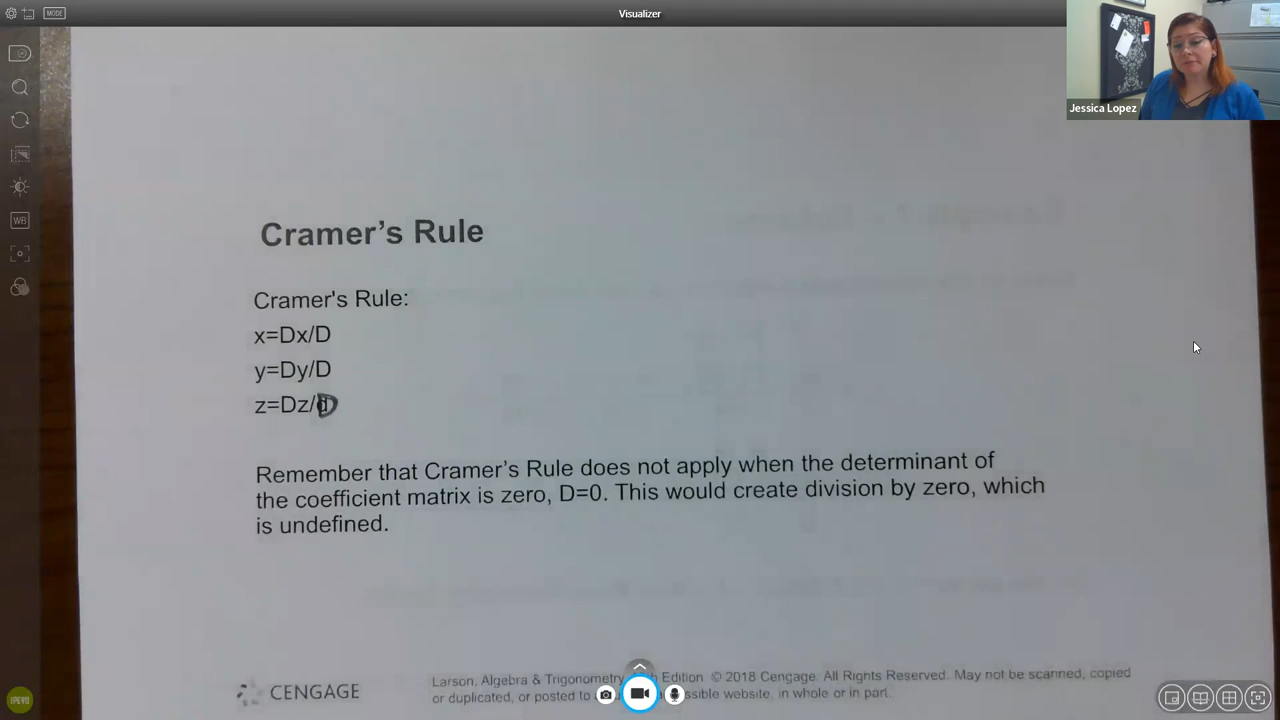 MODE
Visualizer
Jessica Lopez
WB
Cramer's Rule
Cramer's Rule:
x=Dx/D
y=Dy/D
z=Dz/D
Remember that Cramer's Rule does not apply when the determinant of
the coefficient matrix is zero, D=0. This would create division by zero, which
is undefined.
CENGAGE
Larson, Algebra & Trigonometry, Edition © 2018 Cengage. All Rights Reserved. May not be scanned, copied
or duplicated, or posted to a website, in whole or in part.
IPEVO